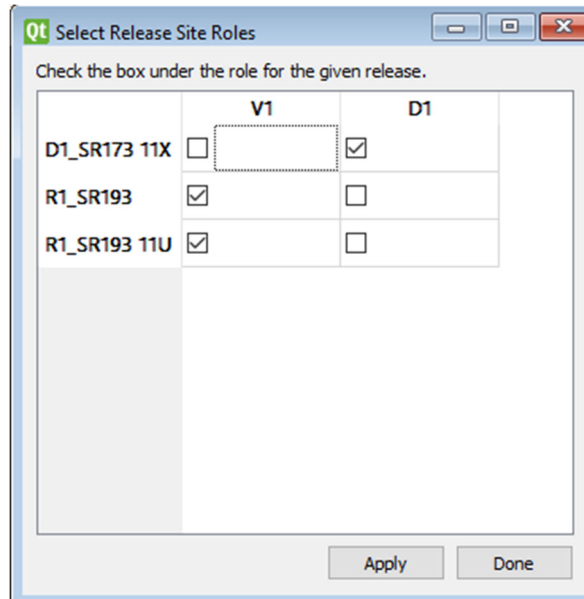 Qt Select Release Site Roles
Check the box under the role for the given release.
V1 D1
D1_SR173 11X
R1_SR193
R1_SR193 11U
Apply Done